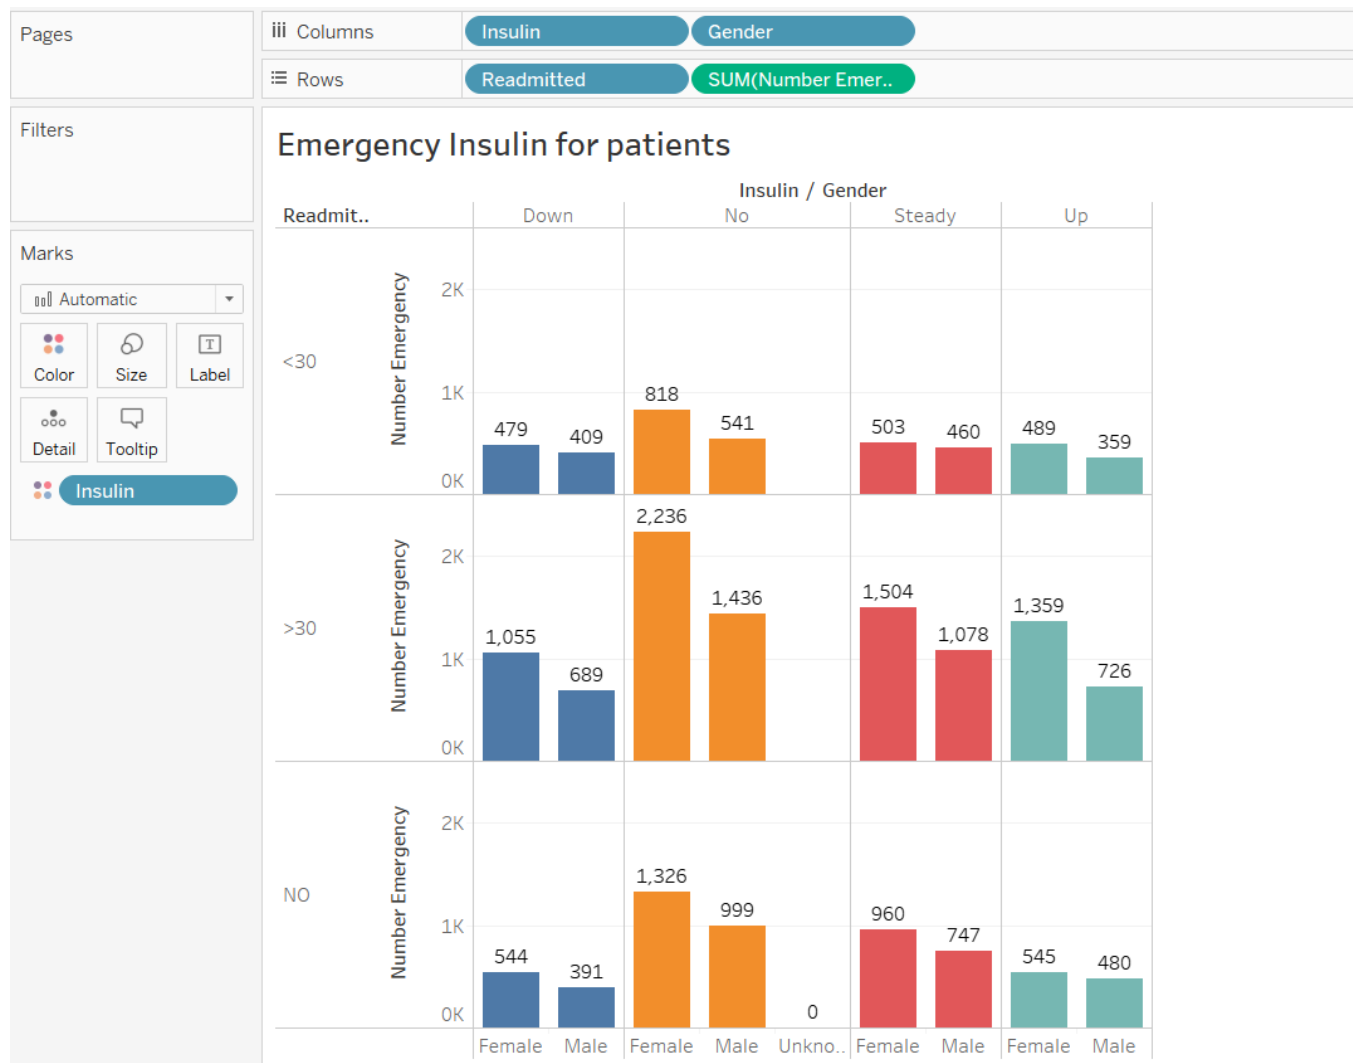 Pages
Columns Insulin Gender
Rows Readmitted SUM(Number Emer..
Filters
Marks
Automatic
Color Size Label
Detail Tooltip
Insulin
Emergency Insulin for patients
Insulin / Gender
Readmit.. Down No Steady Up
<30
Number Emergency
2K
1K
0K
479 409 818 541 503 460 489 359
>30
Number Emergency
2K
1K
0K
1,055 689 2,236 1,436 1,504 1,078 1,359 726
NO
Number Emergency
2K
1K
0K
544 391 1,326 999 0 960 747 545 480
Female Male Female Male Unkno.. Female Male Female Male